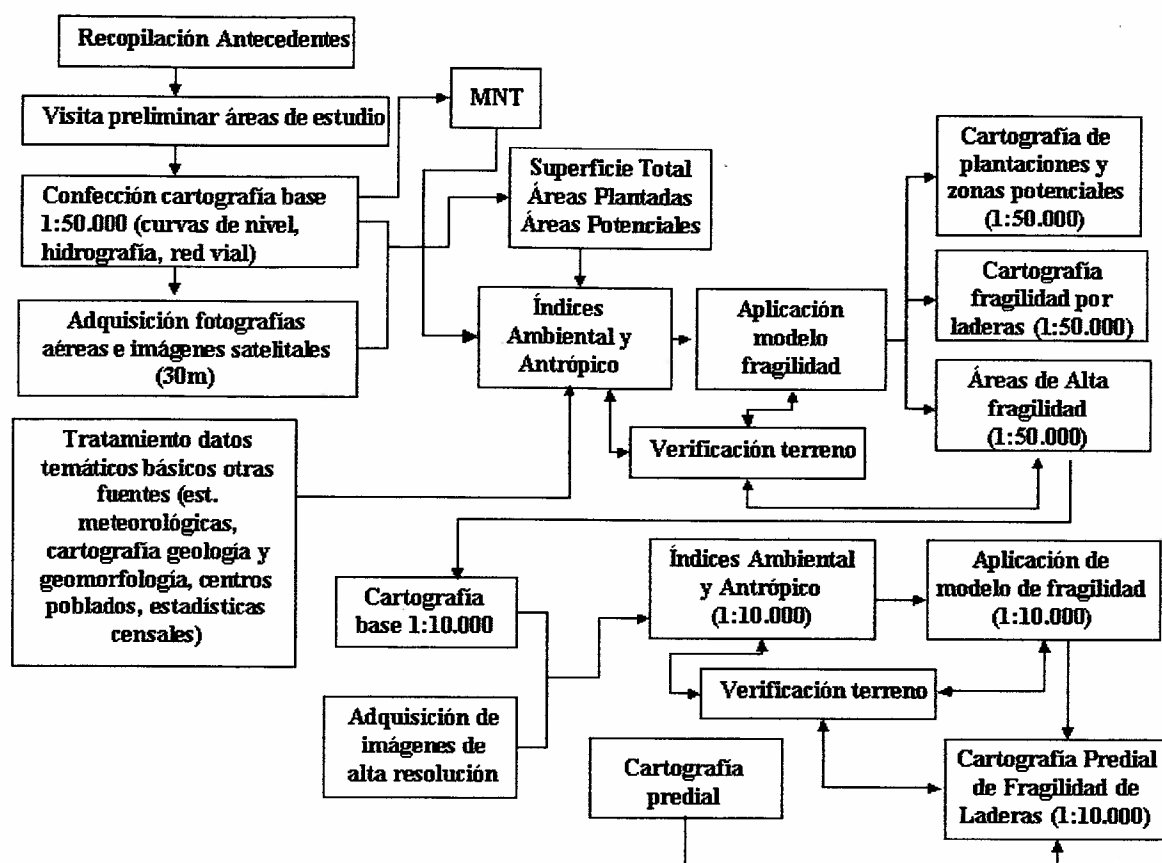 Recopilación Antecedentes
Visita preliminar áreas de estudio
MNT
Confección cartografía base
1:50.000 (curvas de nivel,
hidrografía, red vial)
Superficie Total
Áreas Plantadas
Áreas Potenciales
Cartografía de
plantaciones y
zonas potenciales
(1:50.000)
Adquisición fotografías
aéreas e imágenes satelitales
(30m)
Índices
Ambiental y
Antrópico
Aplicación
modelo
fragilidad
Cartografía
fragilidad por
laderas (1:50.000)
Áreas de Alta
fragilidad
(1:50.000)
Verificación terreno
Tratamiento datos
temáticos básicos otras
fuentes (est.
meteorológicas,
cartografía geología y
geomorfología, centros
poblados, estadísticas
censales)
Cartografía
base 1:10.000
Índices Ambiental
y Antrópico
(1:10.000)
Aplicación de
modelo de fragilidad
(1:10.000)
Verificación terreno
Adquisición de
imágenes de
alta resolución
Cartografía
predial
Cartografía Predial
de Fragilidad de
Laderas (1:10.000)